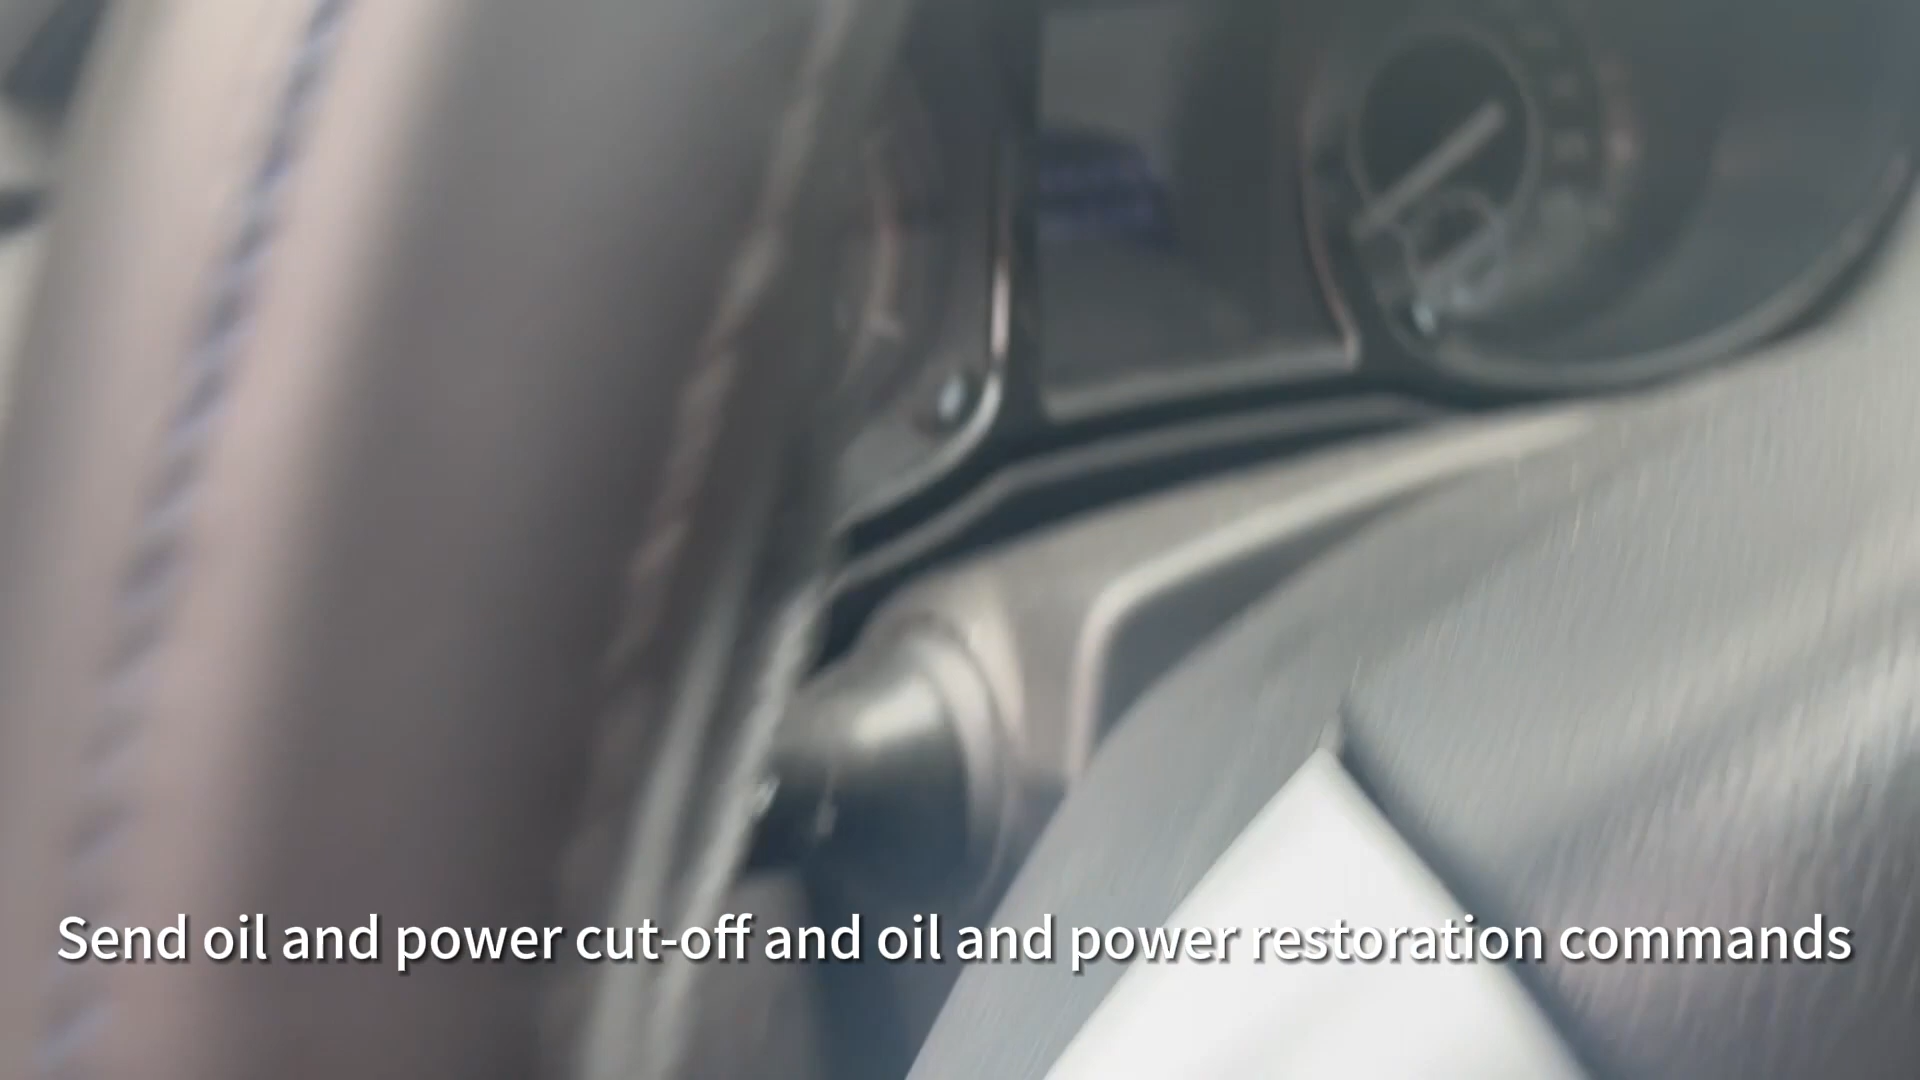 Send oil and power cut-off and oil and power restoration commands